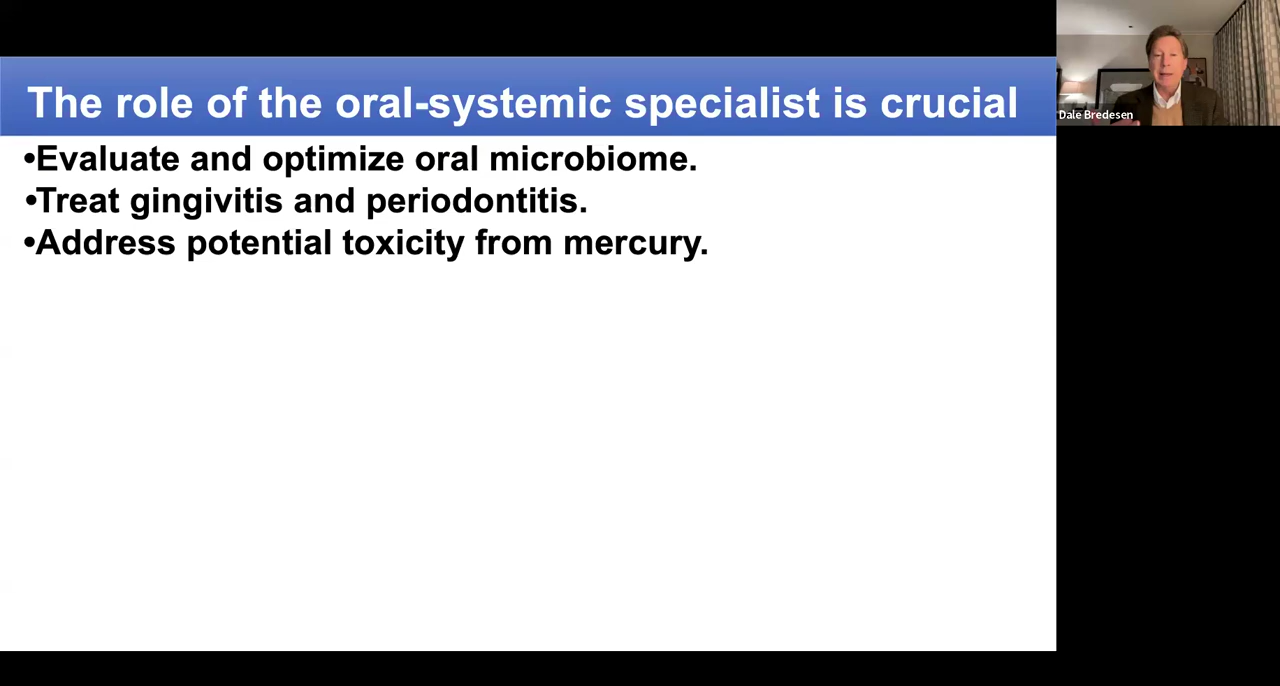 The role of the oral-systemic specialist is crucial
•Evaluate and optimize oral microbiome.
•Treat gingivitis and periodontitis.
•Address potential toxicity from mercury.
Dale Bredesen